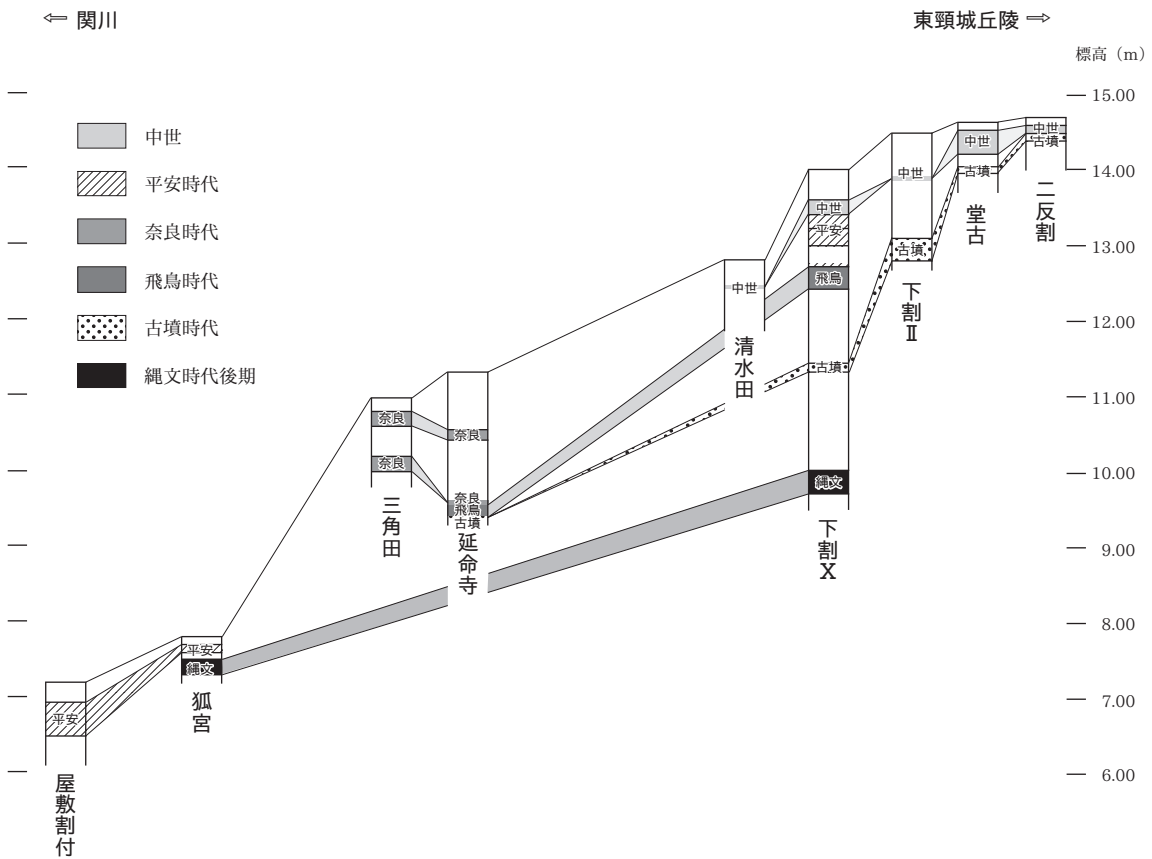 ⇦ 関川
東頸城丘陵 ⇨
標高（m）
15.00
14.00
13.00
12.00
11.00
10.00
9.00
8.00
7.00
6.00
中世
平安時代
奈良時代
飛鳥時代
古墳時代
縄文時代後期
平安
屋敷割付
平安
縄文
狐宮
奈良
奈良
三角田
奈良
奈良
飛鳥
古墳
延命寺
中世
清水田
中世
平安
飛鳥
古墳
縄文
下割Ⅹ
中世
古墳
下割Ⅱ
中世
古墳
堂古
中世
古墳
二反割